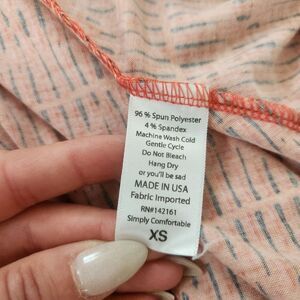 96 % Spun Polyester
4 % Spandex
Machine Wash Cold
Gentle Cycle
Do Not Bleach
Hang Dry
or you'll be sad
MADE IN USA
Fabric Imported
RN#142161
Simply Comfortable
XS